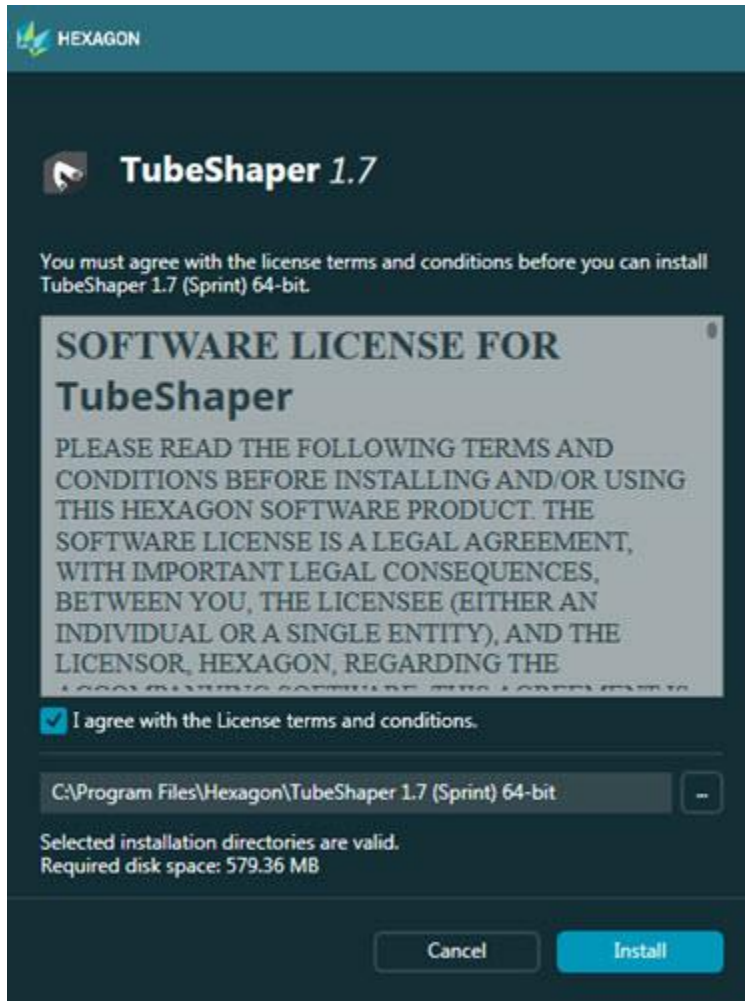 HEXAGON
TubeShaper 1.7
You must agree with the license terms and conditions before you can install
TubeShaper 1.7 (Sprint) 64-bit.
SOFTWARE LICENSE FOR
TubeShaper
PLEASE READ THE FOLLOWING TERMS AND
CONDITIONS BEFORE INSTALLING AND/OR USING
THIS HEXAGON SOFTWARE PRODUCT. THE
SOFTWARE LICENSE IS A LEGAL AGREEMENT,
WITH IMPORTANT LEGAL CONSEQUENCES,
BETWEEN YOU, THE LICENSEE (EITHER AN
INDIVIDUAL OR A SINGLE ENTITY), AND THE
LICENSOR, HEXAGON, REGARDING THE
ACCOMPANYING SOFTWARE. THIS AGREEMENT IS
I agree with the License terms and conditions.
C:\Program Files\Hexagon\TubeShaper 1.7 (Sprint) 64-bit
...
Selected installation directories are valid.
Required disk space: 579.36 MB
Cancel
Install